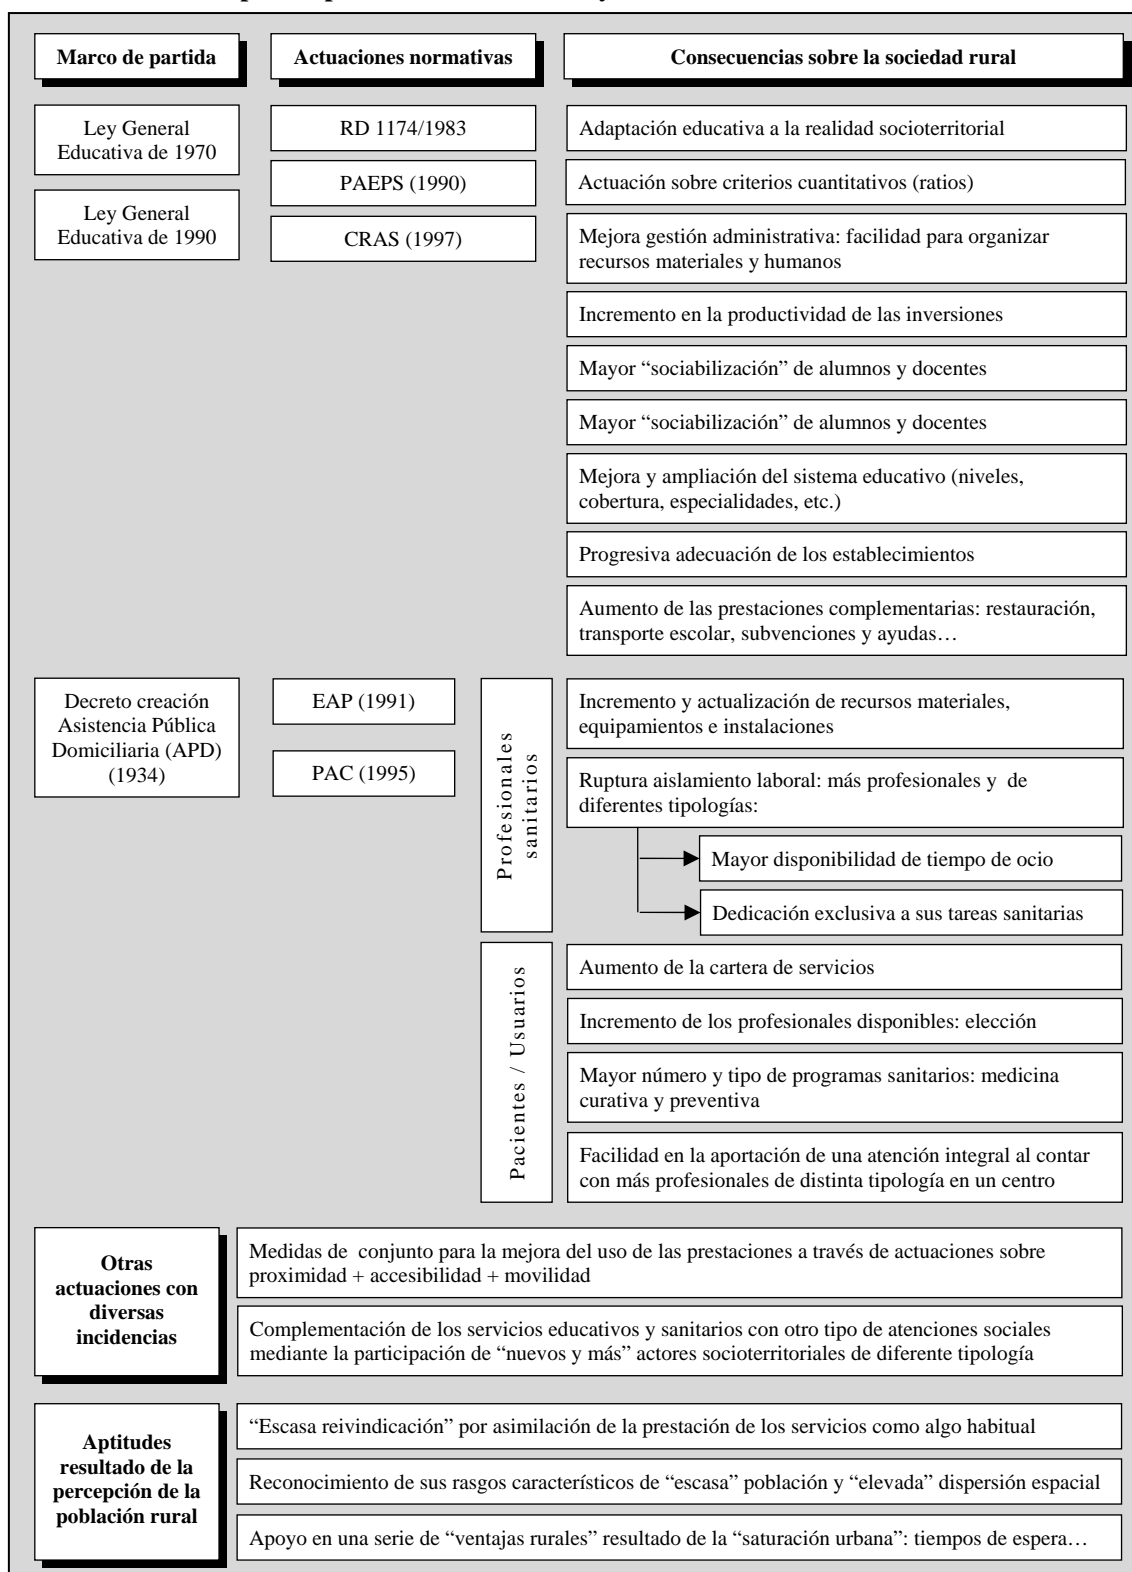 Marco de partida
Actuaciones normativas
Consecuencias sobre la sociedad rural
Ley General
Educativa de 1970
Ley General
Educativa de 1990
RD 1174/1983
PAEPS (1990)
CRAS (1997)
Adaptación educativa a la realidad socioterritorial
Actuación sobre criterios cuantitativos (ratios)
Mejora gestión administrativa: facilidad para organizar
recursos materiales y humanos
Incremento en la productividad de las inversiones
Mayor “sociabilización” de alumnos y docentes
Mayor “sociabilización” de alumnos y docentes
Mejora y ampliación del sistema educativo (niveles,
cobertura, especialidades, etc.)
Progresiva adecuación de los establecimientos
Aumento de las prestaciones complementarias: restauración,
transporte escolar, subvenciones y ayudas…
Decreto creación
Asistencia Pública
Domiciliaria (APD)
(1934)
EAP (1991)
PAC (1995)
Profesionales
sanitarios
Incremento y actualización de recursos materiales,
equipamientos e instalaciones
Ruptura aislamiento laboral: más profesionales y  de
diferentes tipologías:
Mayor disponibilidad de tiempo de ocio
Dedicación exclusiva a sus tareas sanitarias
Pacientes / Usuarios
Aumento de la cartera de servicios
Incremento de los profesionales disponibles: elección
Mayor número y tipo de programas sanitarios: medicina
curativa y preventiva
Facilidad en la aportación de una atención integral al contar
con más profesionales de distinta tipología en un centro
Otras
actuaciones con
diversas
incidencias
Medidas de  conjunto para la mejora del uso de las prestaciones a través de actuaciones sobre
proximidad + accesibilidad + movilidad
Complementación de los servicios educativos y sanitarios con otro tipo de atenciones sociales
mediante la participación de “nuevos y más” actores socioterritoriales de diferente tipología
Aptitudes
resultado de la
percepción de la
población rural
“Escasa reivindicación” por asimilación de la prestación de los servicios como algo habitual
Reconocimiento de sus rasgos característicos de “escasa” población y “elevada” dispersión espacial
Apoyo en una serie de “ventajas rurales” resultado de la “saturación urbana”: tiempos de espera…